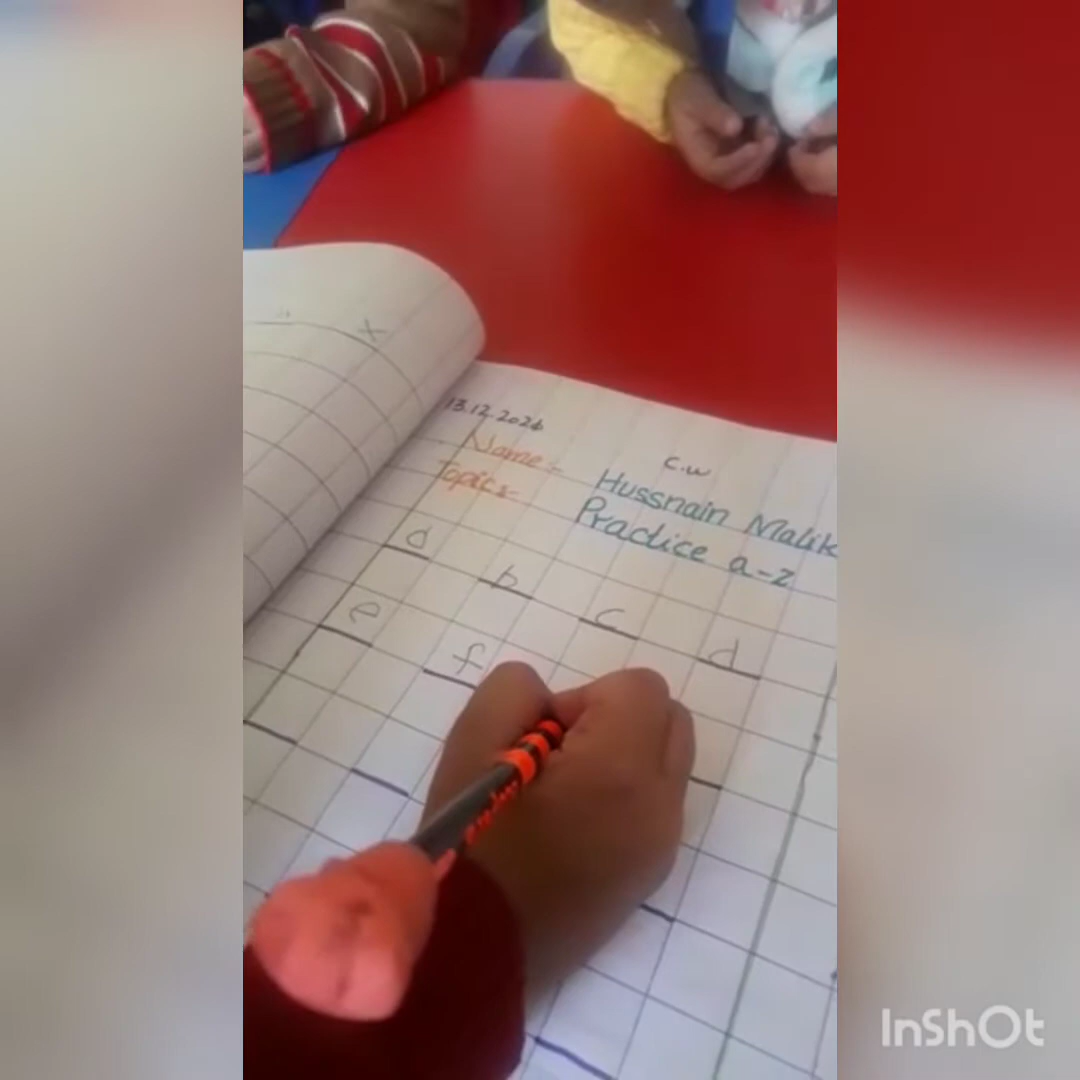 x
13.12.2024
C.W
Name:- Hussnain Malik
Topic:- Practice a-z
a b c d
e f
InShOt